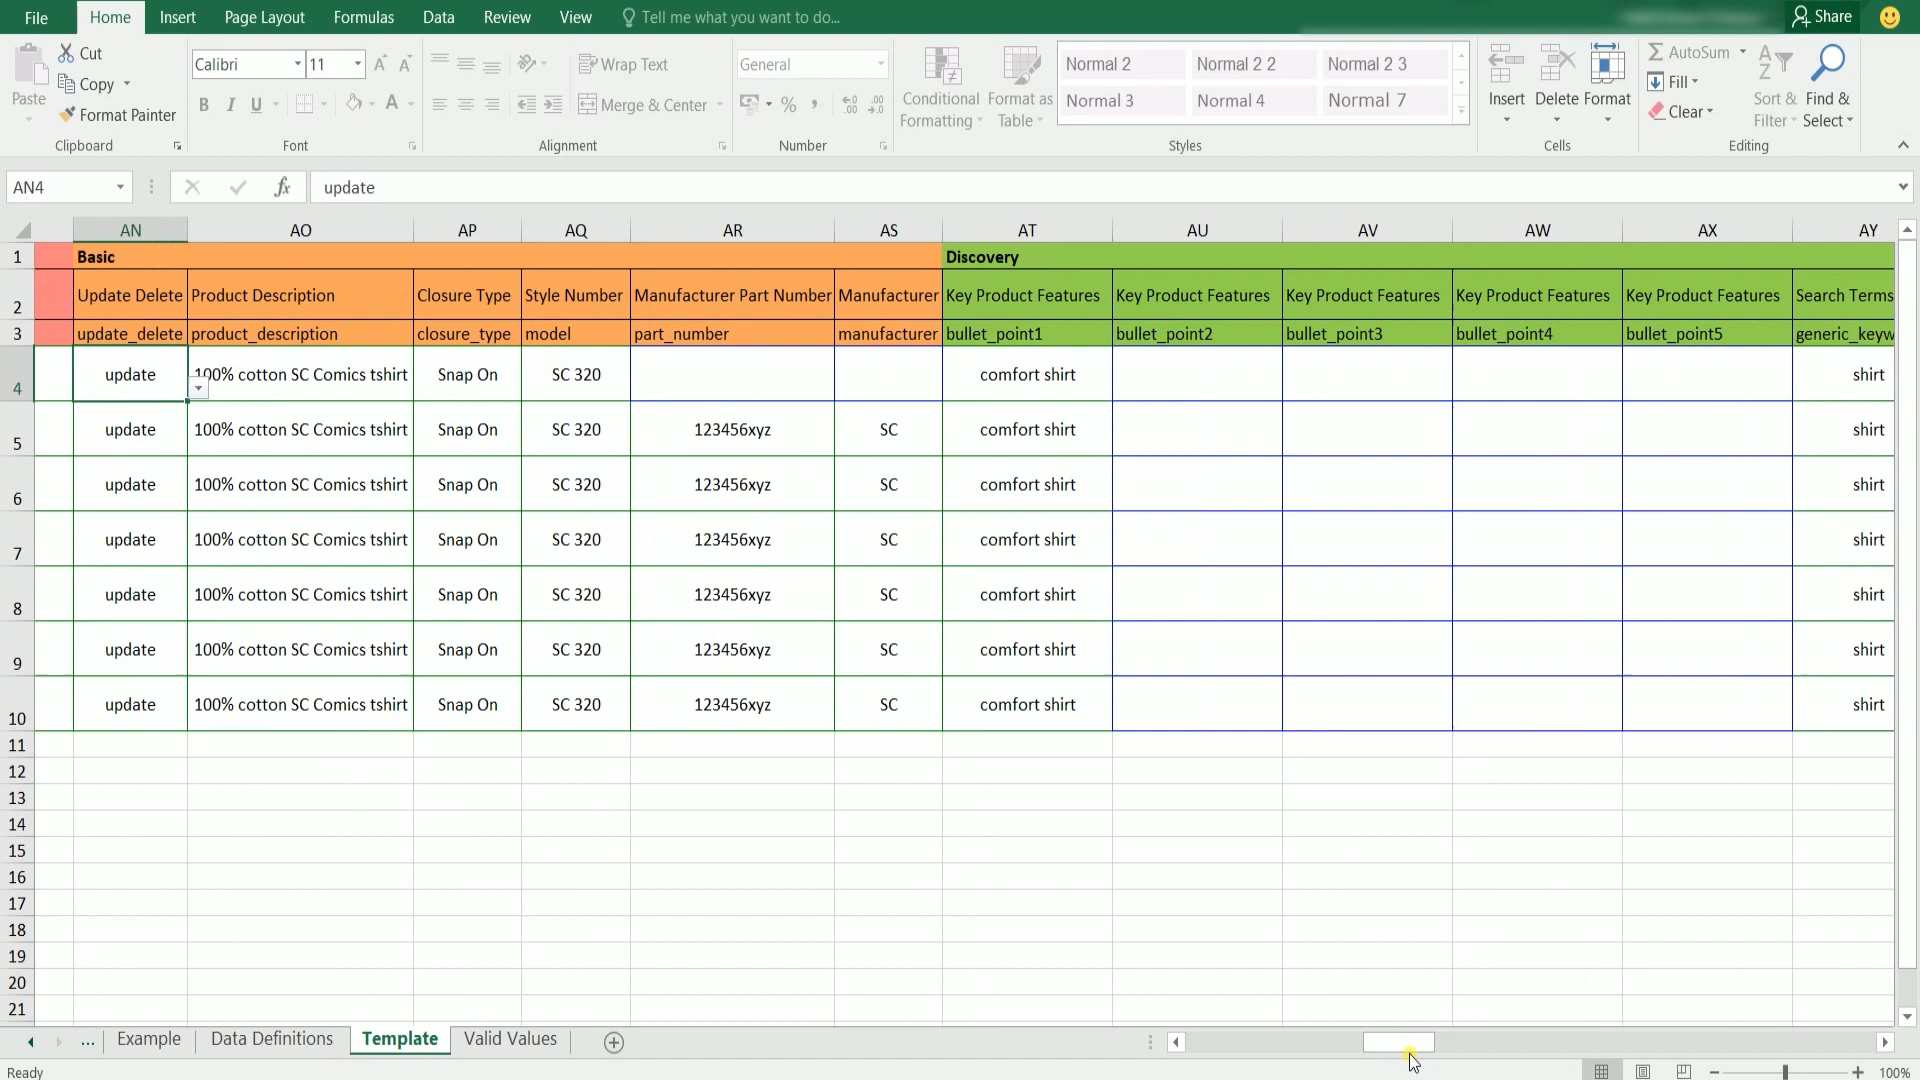 File Home Insert Page Layout Formulas Data Review View Tell me what you want to do... Share
Paste Cut Copy Format Painter Clipboard
Calibri 11 A A B I U A Font
Wrap Text Merge & Center Alignment
General % , Number
Conditional Formatting Format as Table
Normal 2 Normal 2 2 Normal 2 3
Normal 3 Normal 4 Normal 7
Styles
Insert Delete Format Cells
AutoSum Fill Clear Sort & Filter Find & Select Editing
AN4 fx update
AN AO AP AQ AR AS AT AU AV AW AX AY
1 Basic Discovery
2 Update Delete Product Description Closure Type Style Number Manufacturer Part Number Manufacturer Key Product Features Key Product Features Key Product Features Key Product Features Key Product Features Search Terms
3 update_delete product_description closure_type model part_number manufacturer bullet_point1 bullet_point2 bullet_point3 bullet_point4 bullet_point5 generic_keyw
4 update 100% cotton SC Comics tshirt Snap On SC 320 comfort shirt shirt
5 update 100% cotton SC Comics tshirt Snap On SC 320 123456xyz SC comfort shirt shirt
6 update 100% cotton SC Comics tshirt Snap On SC 320 123456xyz SC comfort shirt shirt
7 update 100% cotton SC Comics tshirt Snap On SC 320 123456xyz SC comfort shirt shirt
8 update 100% cotton SC Comics tshirt Snap On SC 320 123456xyz SC comfort shirt shirt
9 update 100% cotton SC Comics tshirt Snap On SC 320 123456xyz SC comfort shirt shirt
10 update 100% cotton SC Comics tshirt Snap On SC 320 123456xyz SC comfort shirt shirt
11
12
13
14
15
16
17
18
19
20
21
... Example Data Definitions Template Valid Values
Ready 100%